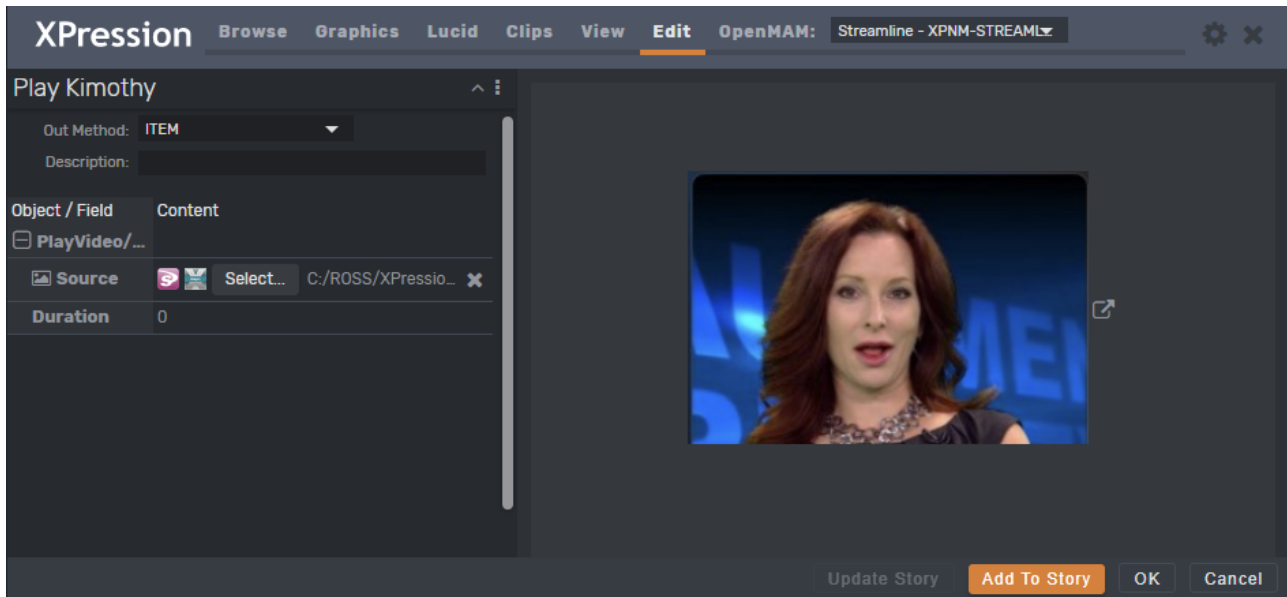 XPression Browse Graphics Lucid Clips View Edit OpenMAM: Streamline - XPNM-STREAML
Play Kimothy
Out Method: ITEM
Description:
Object / Field Content
PlayVideo/...
Source Select... C:/ROSS/XPressio...
Duration 0
Update Story Add To Story OK Cancel